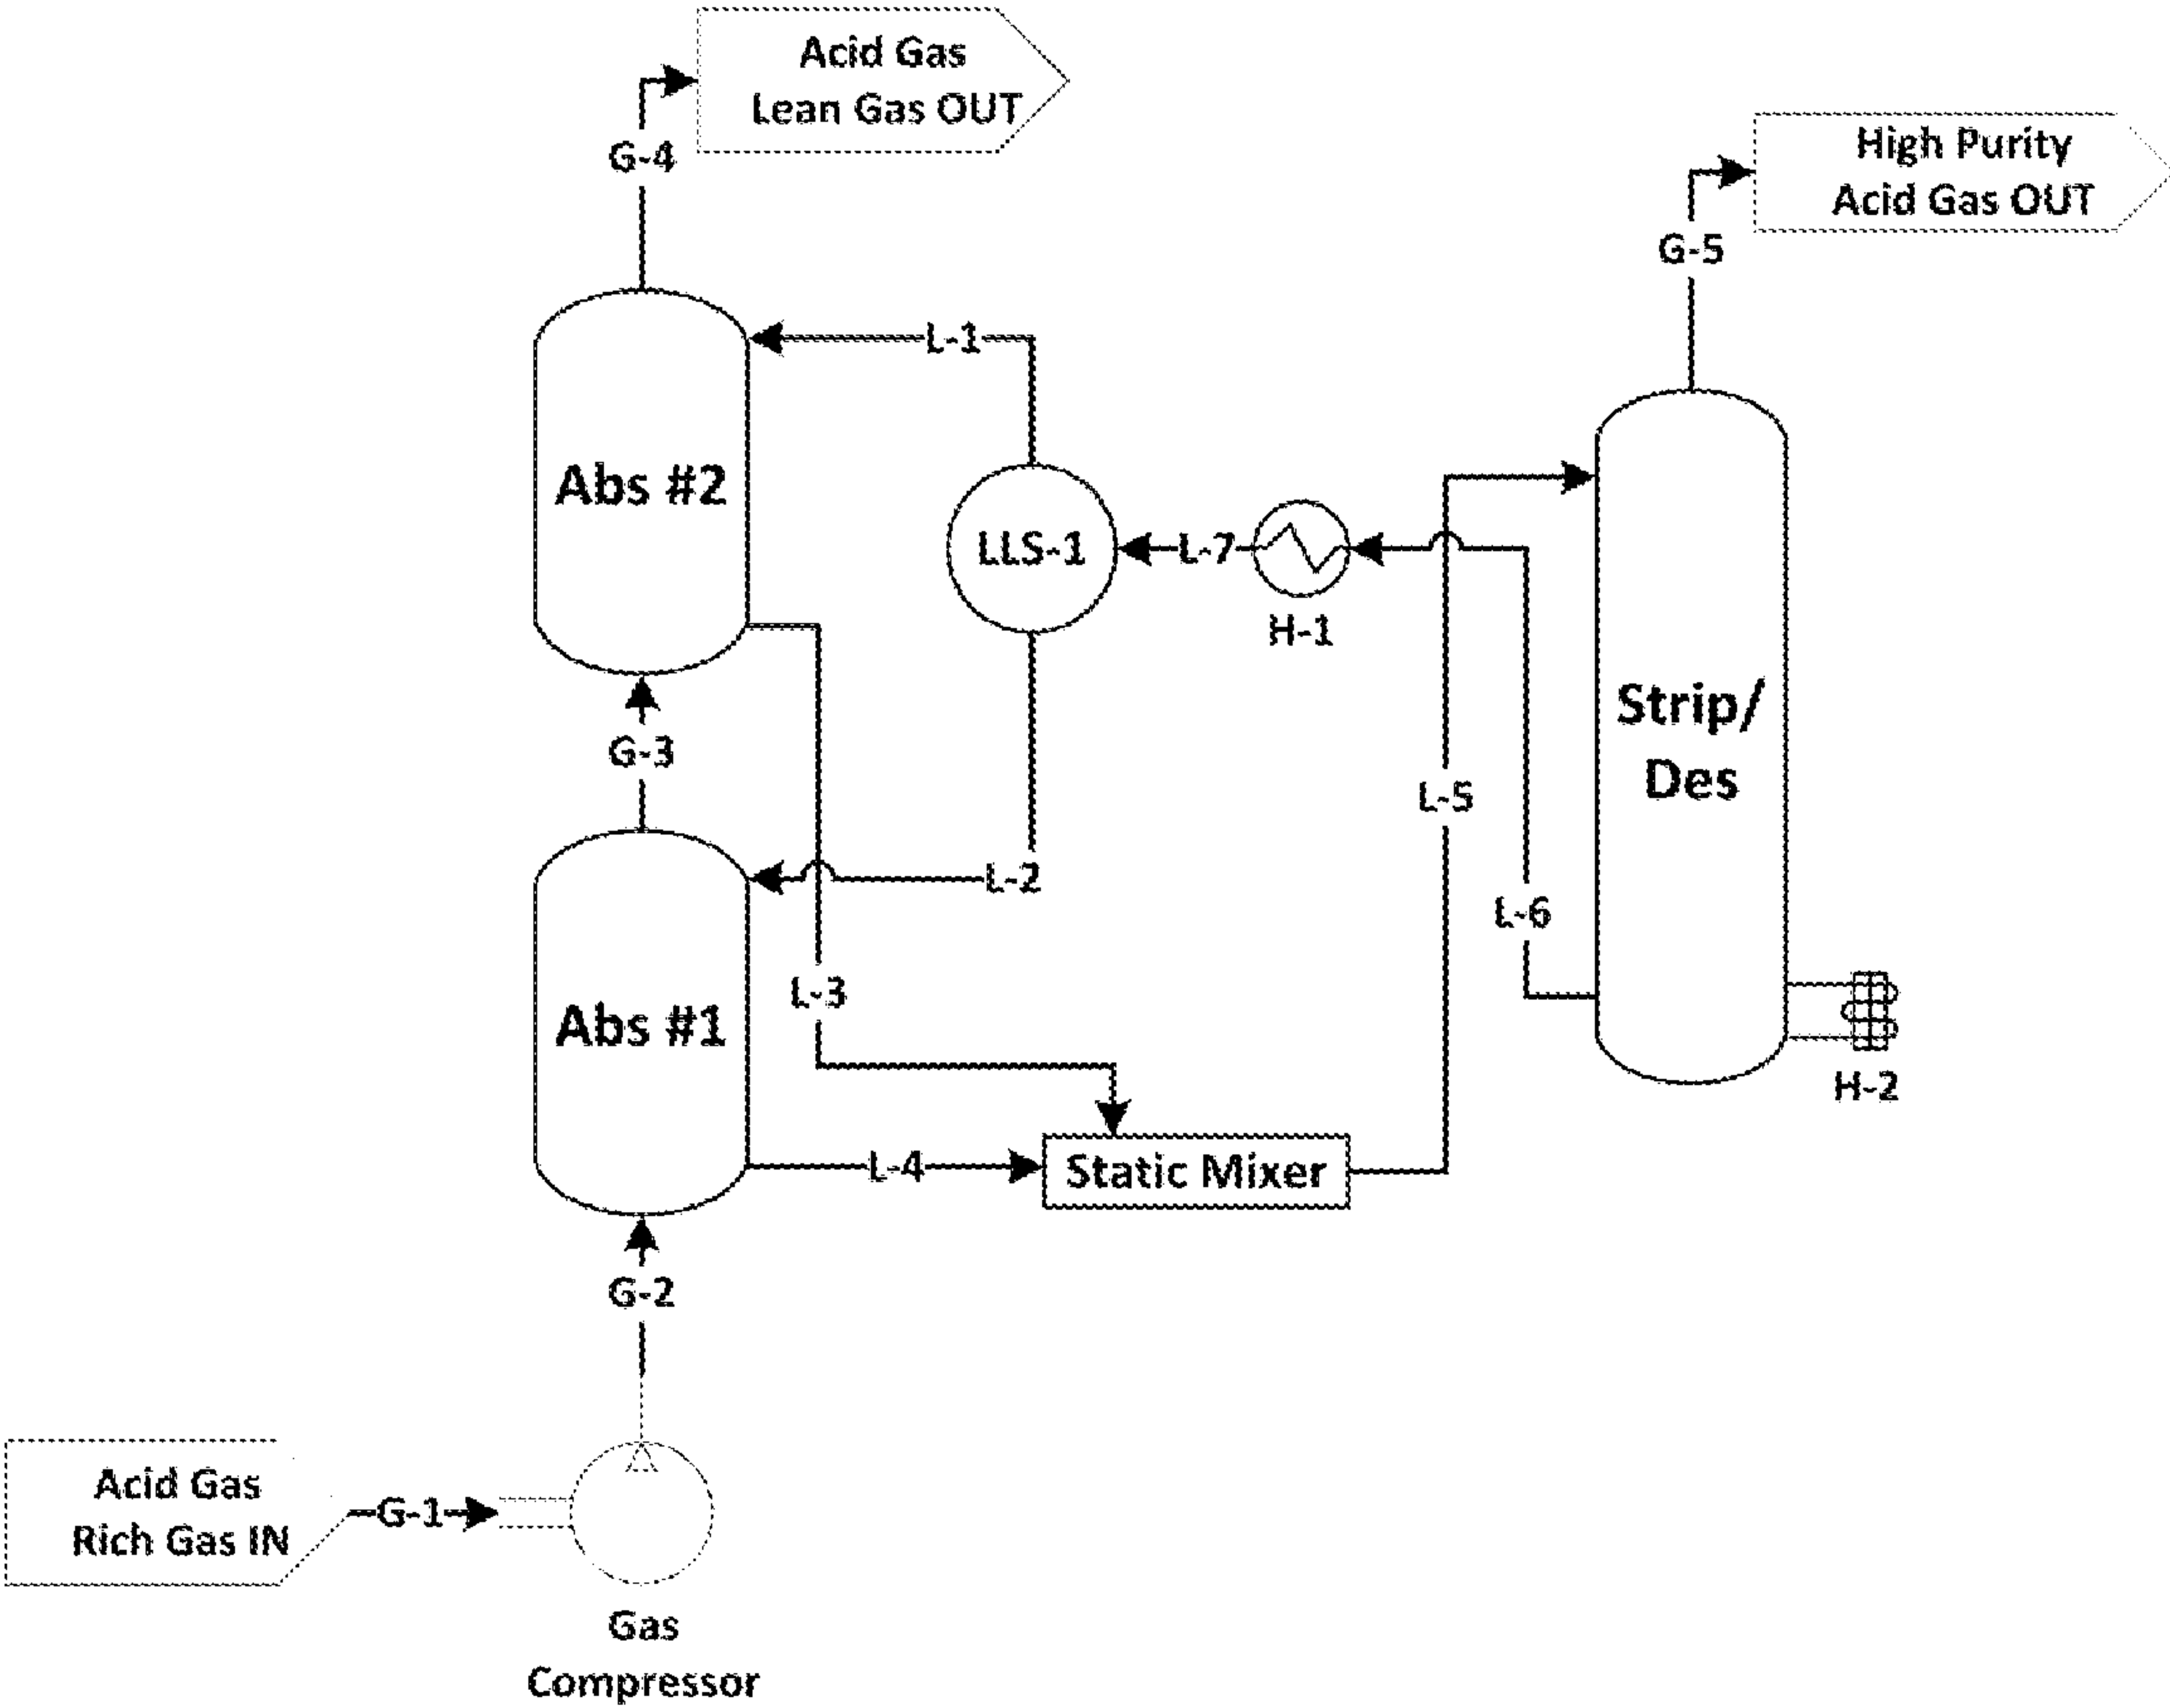 Acid Gas
Lean Gas OUT
High Purity
Acid Gas OUT
G-4
G-5
L-1
Abs #2
LLS-1
L-7
H-1
Strip/
Des
G-3
L-5
L-2
L-6
L-3
Abs #1
H-2
L-4
Static Mixer
G-2
Acid Gas
Rich Gas IN
G-1
Gas
Compressor